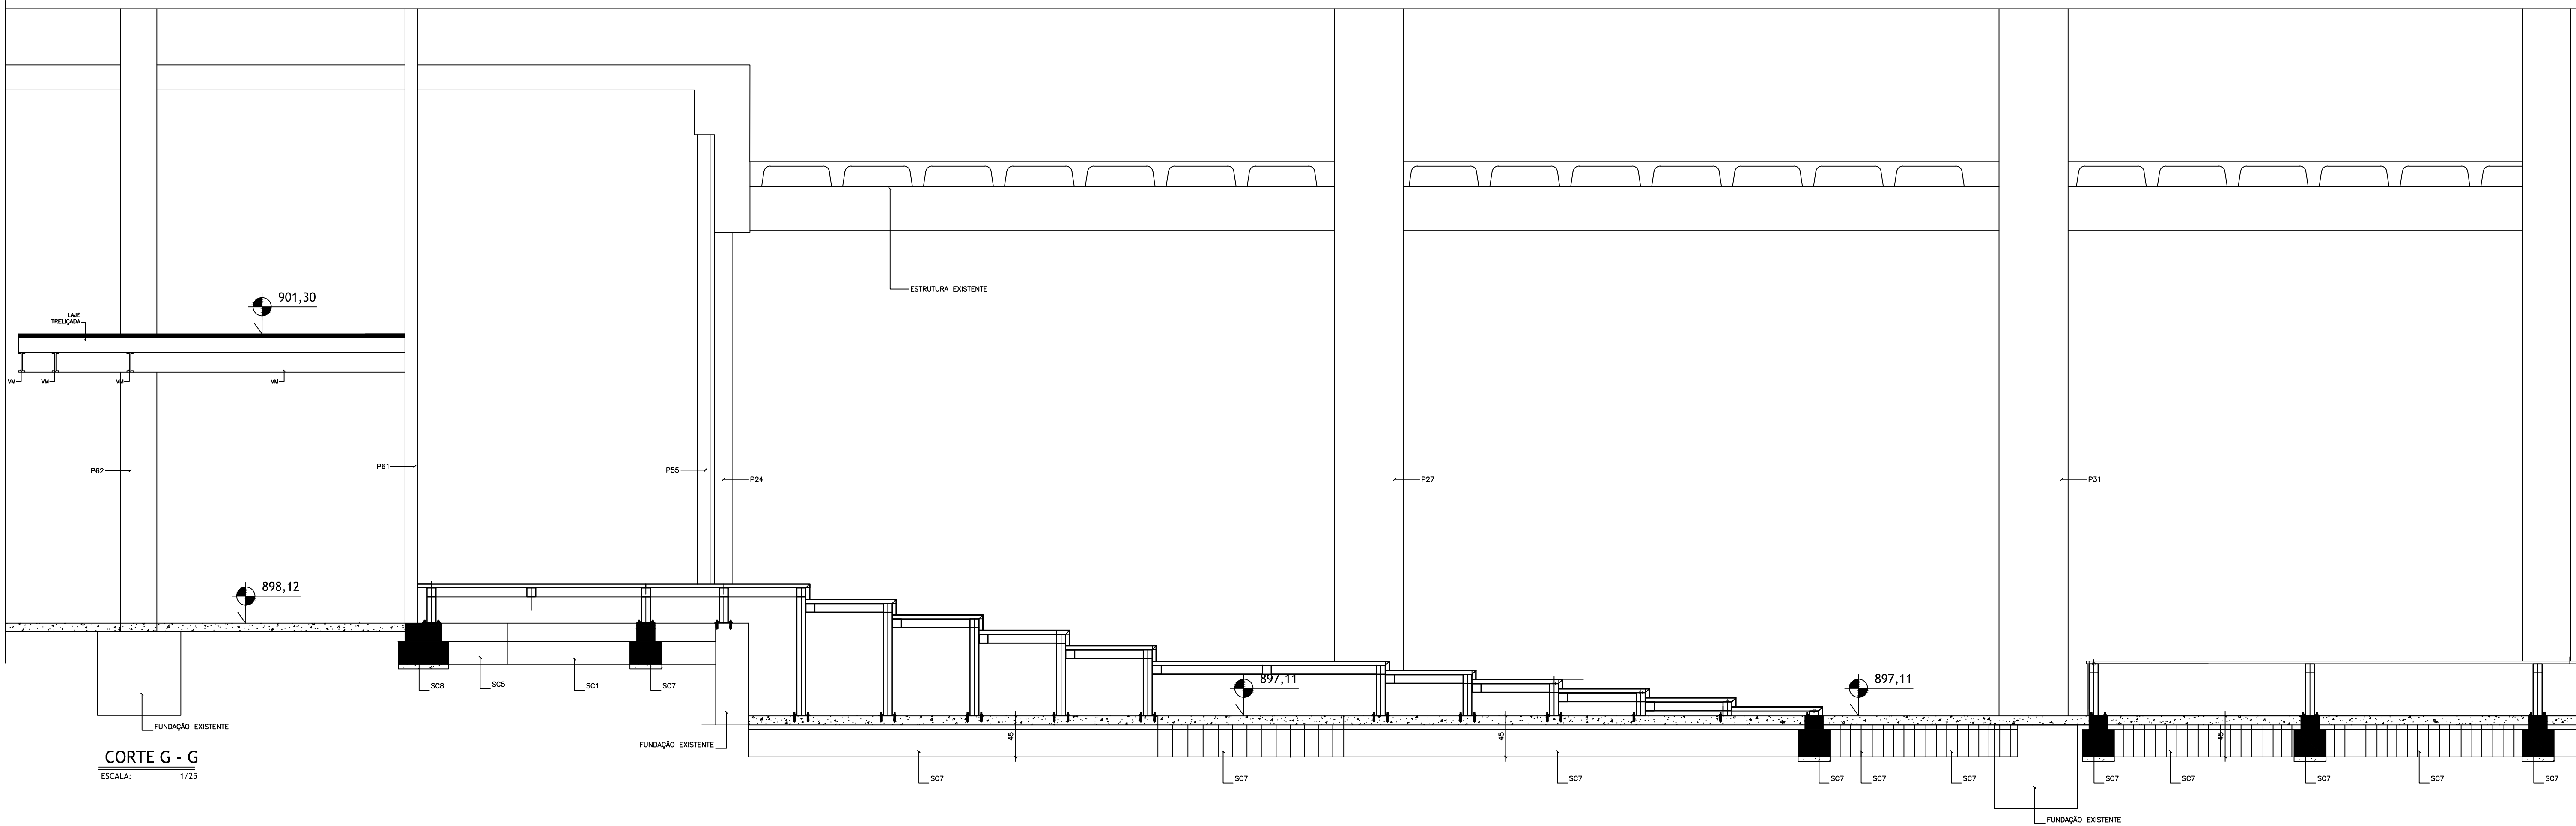 901,30
LAJE
TRELIÇADA
ESTRUTURA EXISTENTE
VM
VM
VM
VM
P62
P61
P55
P24
P27
P31
898,12
897,11
897,11
SC8
SC5
SC1
SC7
FUNDAÇÃO EXISTENTE
FUNDAÇÃO EXISTENTE
45
45
45
SC7
SC7
SC7
SC7
SC7
SC7
SC7
SC7
SC7
SC7
SC7
FUNDAÇÃO EXISTENTE
CORTE G - G
ESCALA: 1/25